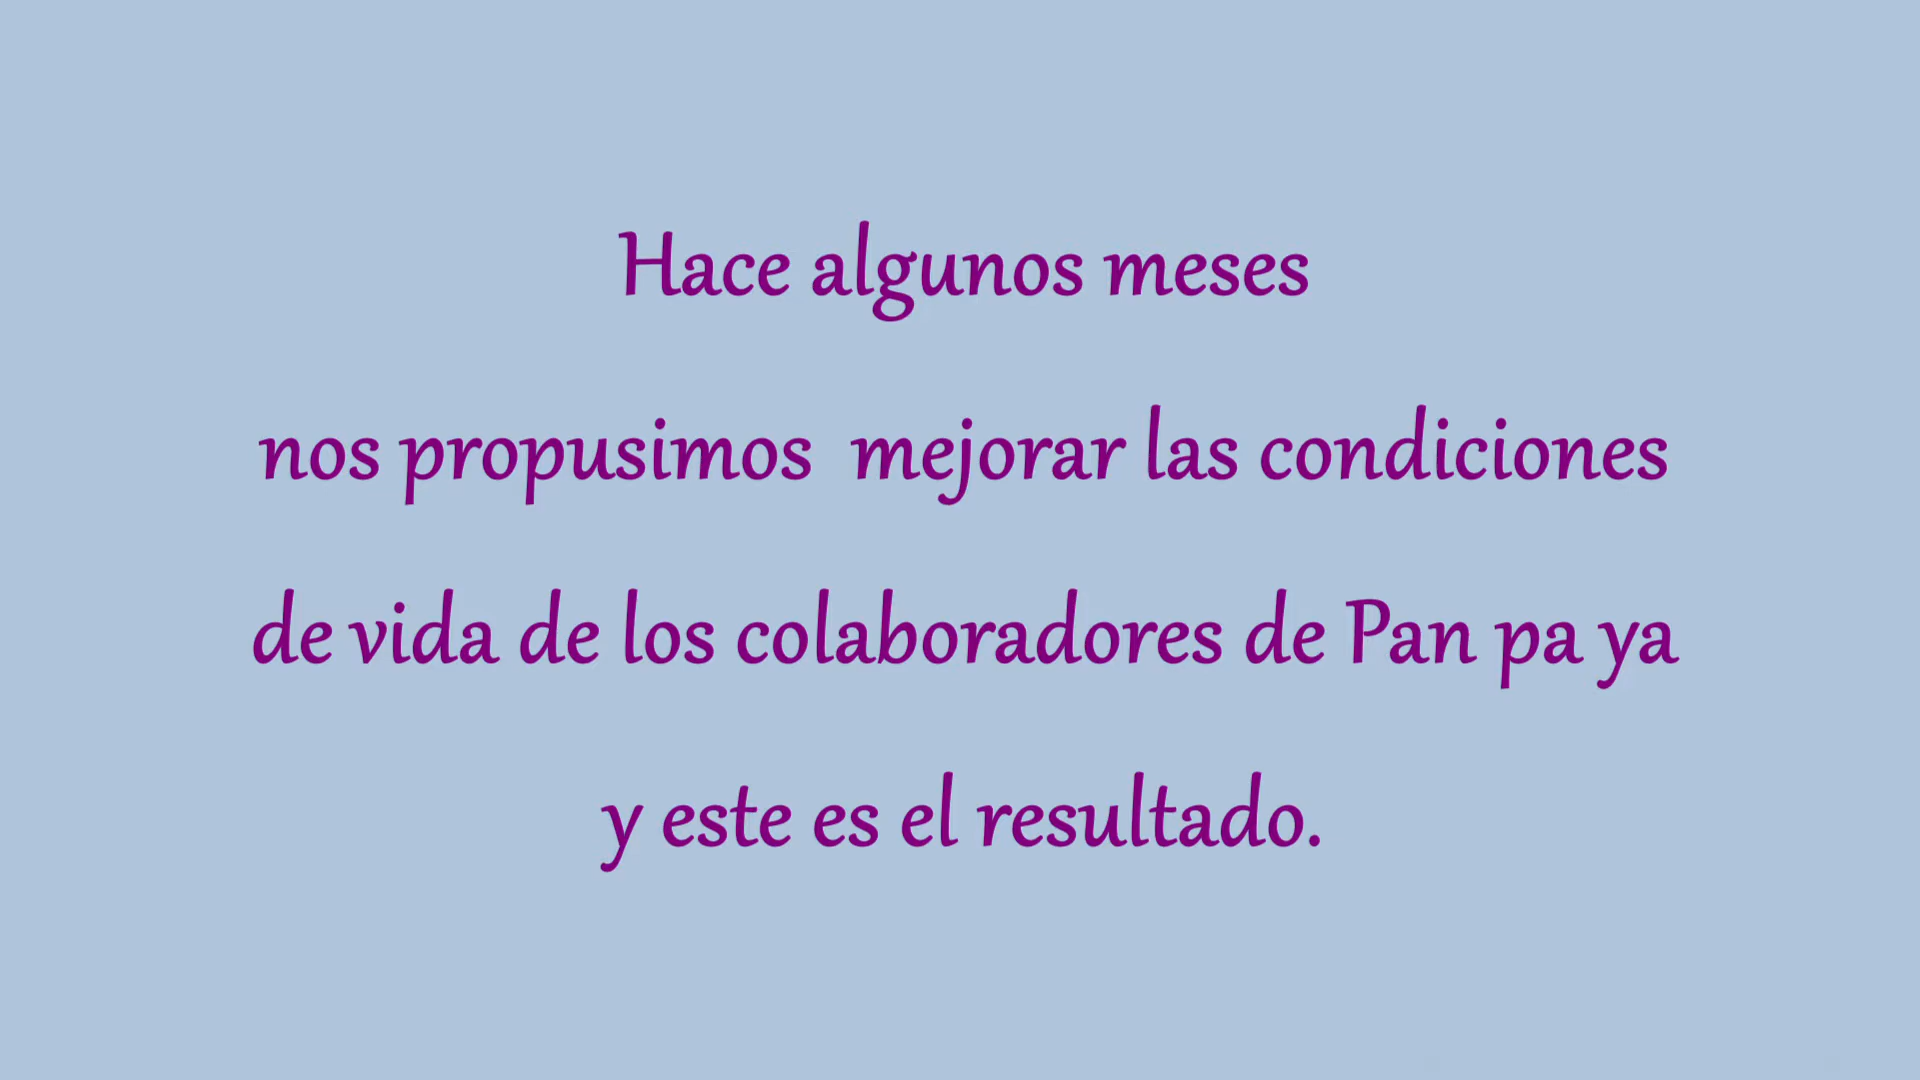 Hace algunos meses
nos propusimos  mejorar las condiciones
de vida de los colaboradores de Pan pa ya
y este es el resultado.